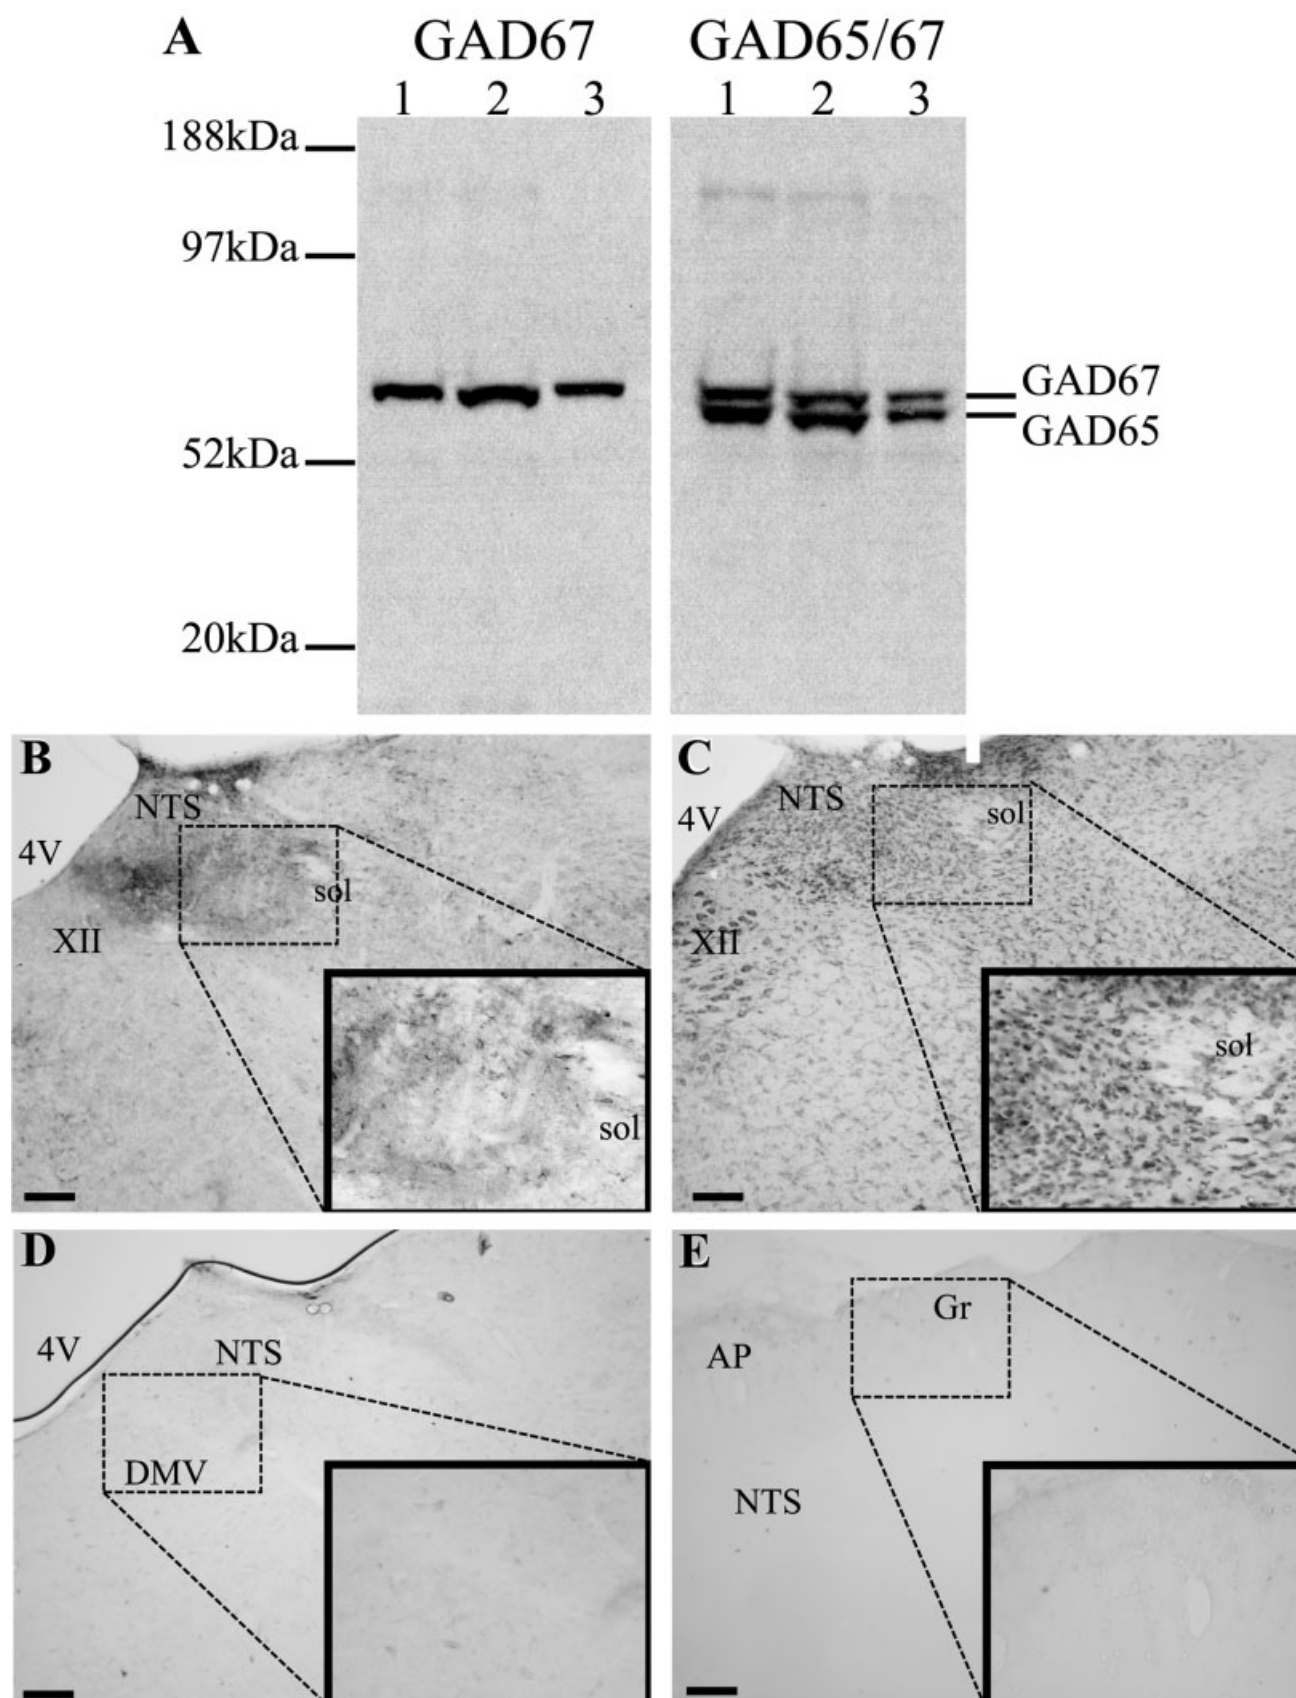 A
GAD67
GAD65/67
1 2 3
1 2 3
188kDa
97kDa
52kDa
20kDa
GAD67
GAD65
B
NTS
4V
sol
XII
sol
C
NTS
sol
4V
XII
sol
D
4V
NTS
DMV
E
Gr
AP
NTS